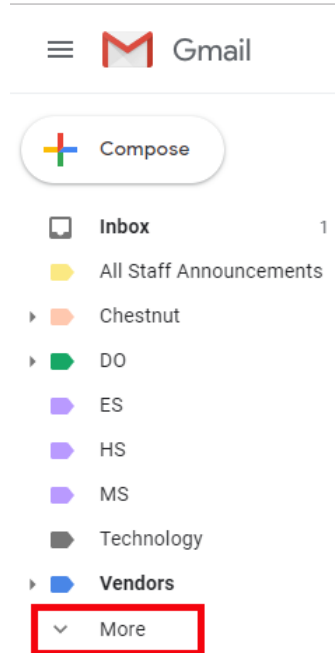 Gmail
Compose
Inbox 1
All Staff Announcements
Chestnut
DO
ES
HS
MS
Technology
Vendors
More